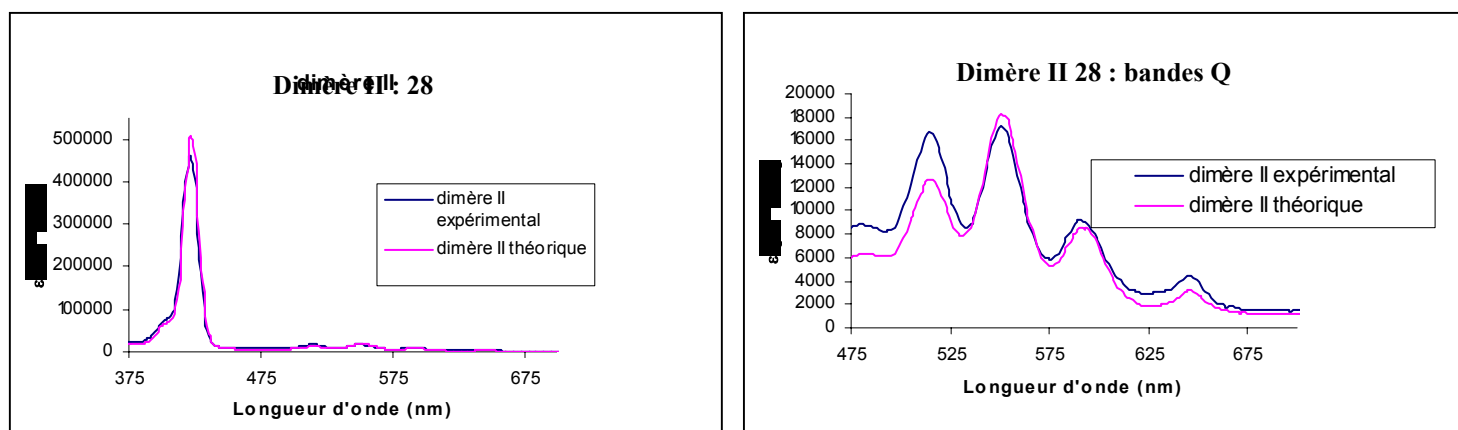 dimère II
Dimère II : 28
500000
400000
300000
200000
100000
0
375
475
575
675
ε
Longueur d'onde (nm)
dimère II
expérimental
dimère II théorique
Dimère II 28 : bandes Q
20000
18000
16000
14000
12000
10000
8000
6000
4000
2000
0
475
525
575
625
675
ε
Longueur d'onde (nm)
dimère II expérimental
dimère II théorique